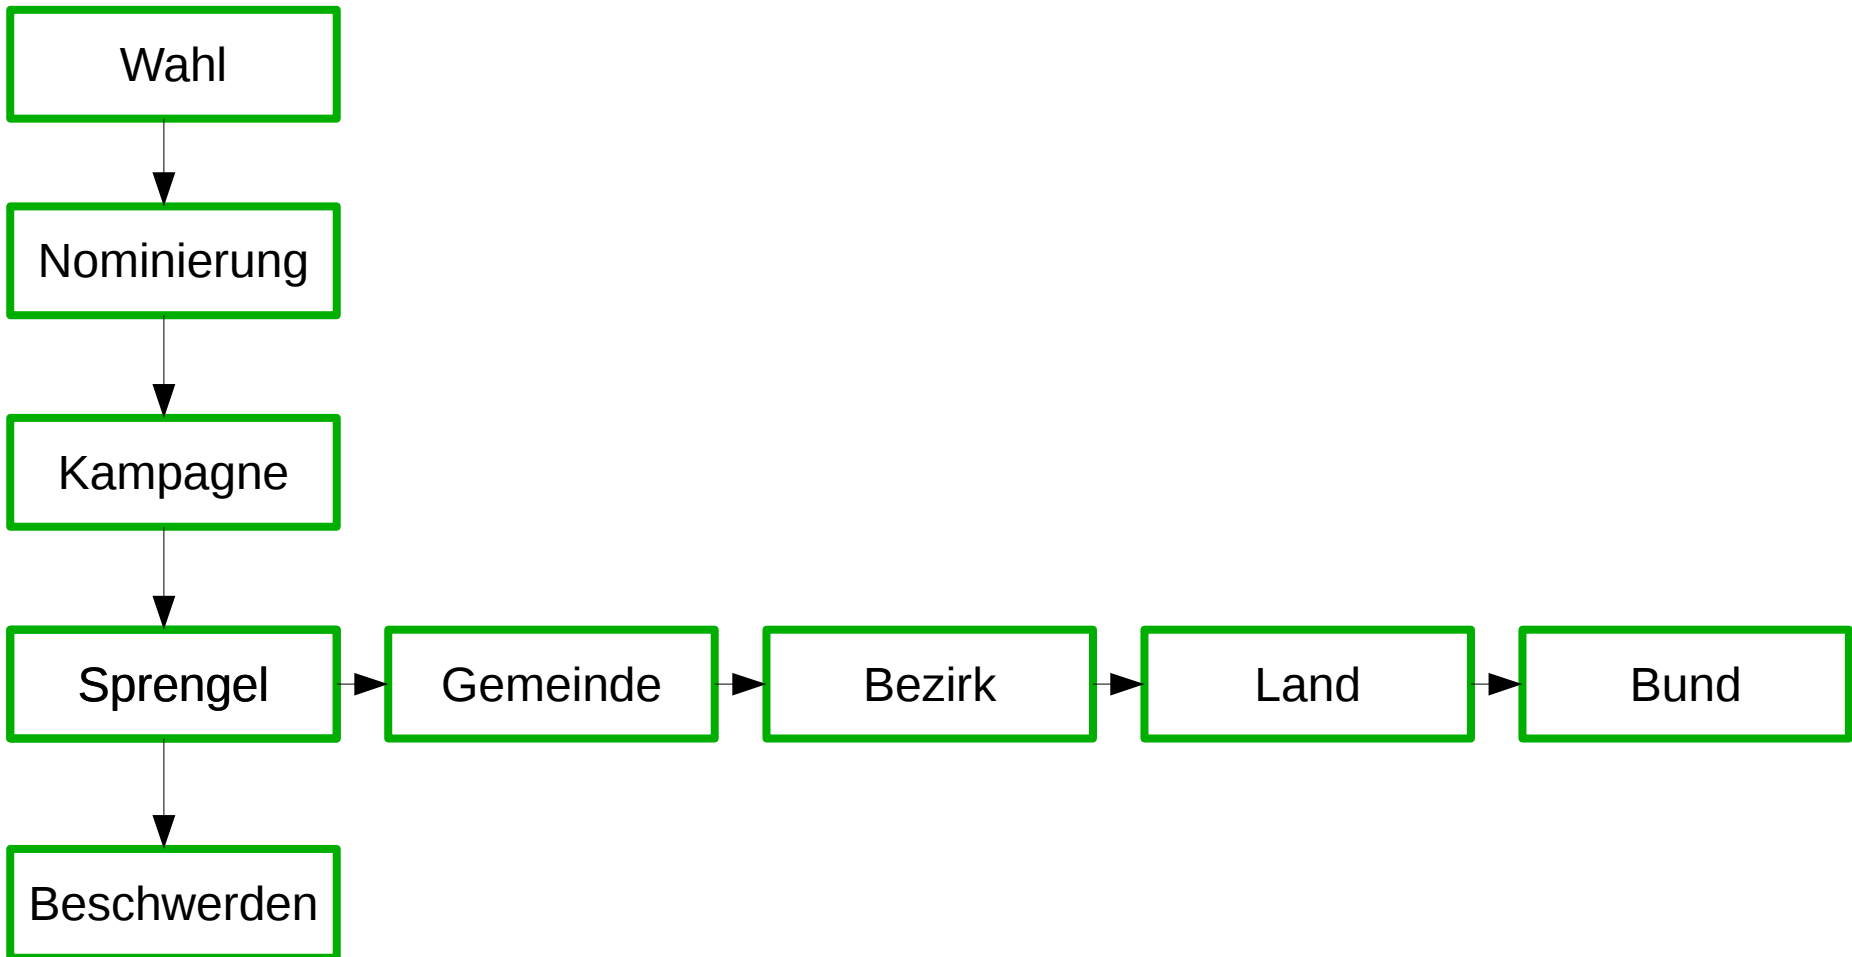 Wahl
Nominierung
Kampagne
Sprengel
Gemeinde
Bezirk
Land
Bund
Beschwerden